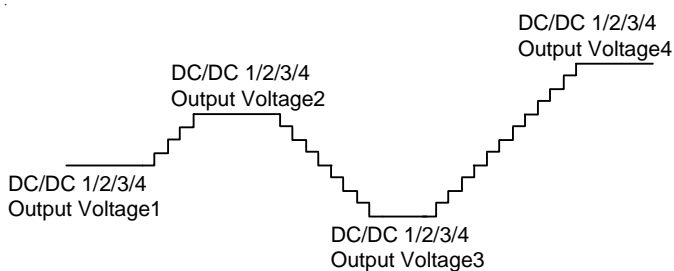 DC/DC 1/2/3/4
Output Voltage4
DC/DC 1/2/3/4
Output Voltage2
DC/DC 1/2/3/4
Output Voltage1
DC/DC 1/2/3/4
Output Voltage3